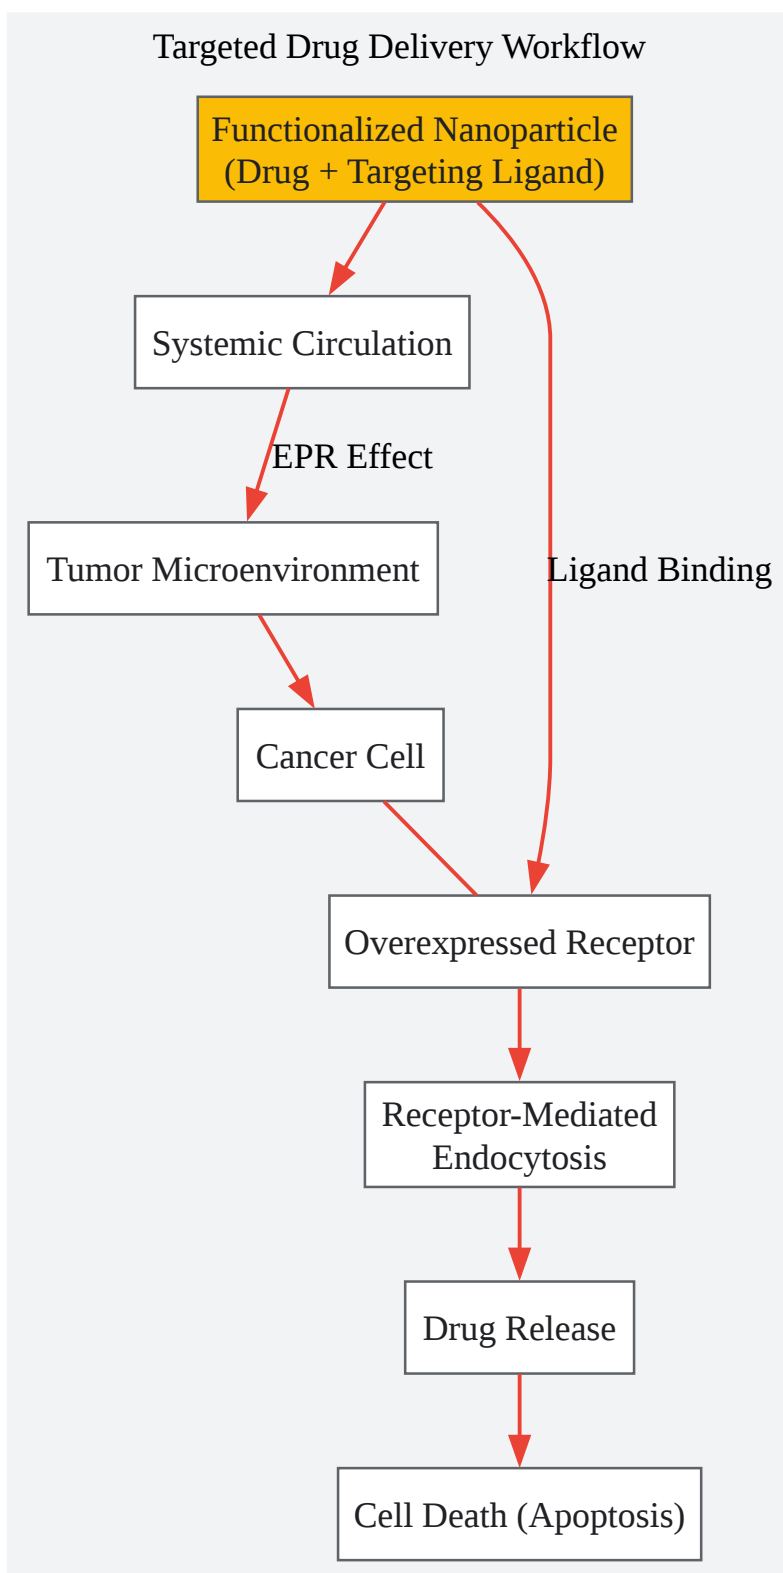 Targeted Drug Delivery Workflow
Functionalized Nanoparticle
(Drug + Targeting Ligand)
Systemic Circulation
EPR Effect
Tumor Microenvironment
Ligand Binding
Cancer Cell
Overexpressed Receptor
Receptor-Mediated
Endocytosis
Drug Release
Cell Death (Apoptosis)